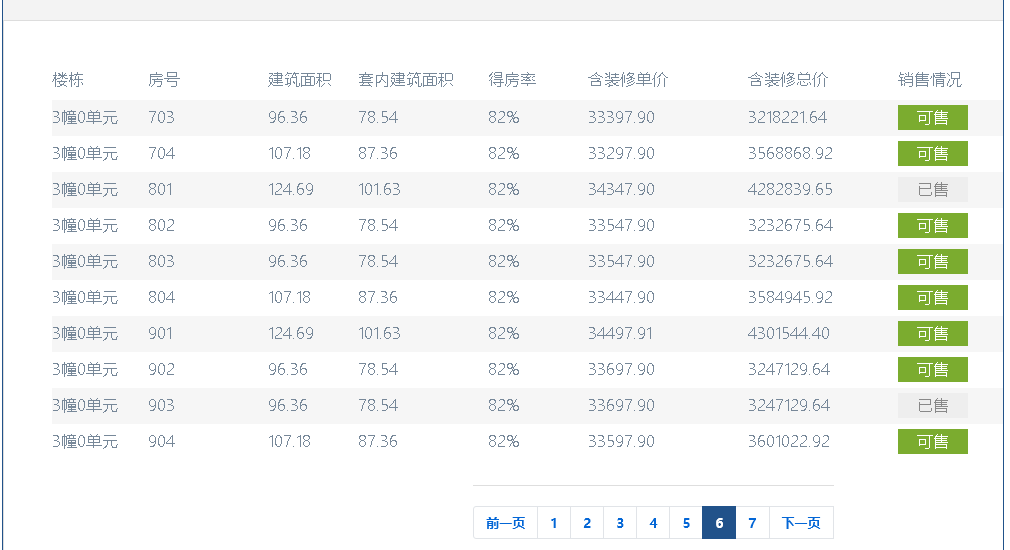 楼栋 房号 建筑面积 套内建筑面积 得房率 含装修单价 含装修总价 销售情况
3幢0单元 703 96.36 78.54 82% 33397.90 3218221.64 可售
3幢0单元 704 107.18 87.36 82% 33297.90 3568868.92 可售
3幢0单元 801 124.69 101.63 82% 34347.90 4282839.65 已售
3幢0单元 802 96.36 78.54 82% 33547.90 3232675.64 可售
3幢0单元 803 96.36 78.54 82% 33547.90 3232675.64 可售
3幢0单元 804 107.18 87.36 82% 33447.90 3584945.92 可售
3幢0单元 901 124.69 101.63 82% 34497.91 4301544.40 可售
3幢0单元 902 96.36 78.54 82% 33697.90 3247129.64 可售
3幢0单元 903 96.36 78.54 82% 33697.90 3247129.64 已售
3幢0单元 904 107.18 87.36 82% 33597.90 3601022.92 可售
前一页 1 2 3 4 5 6 7 下一页